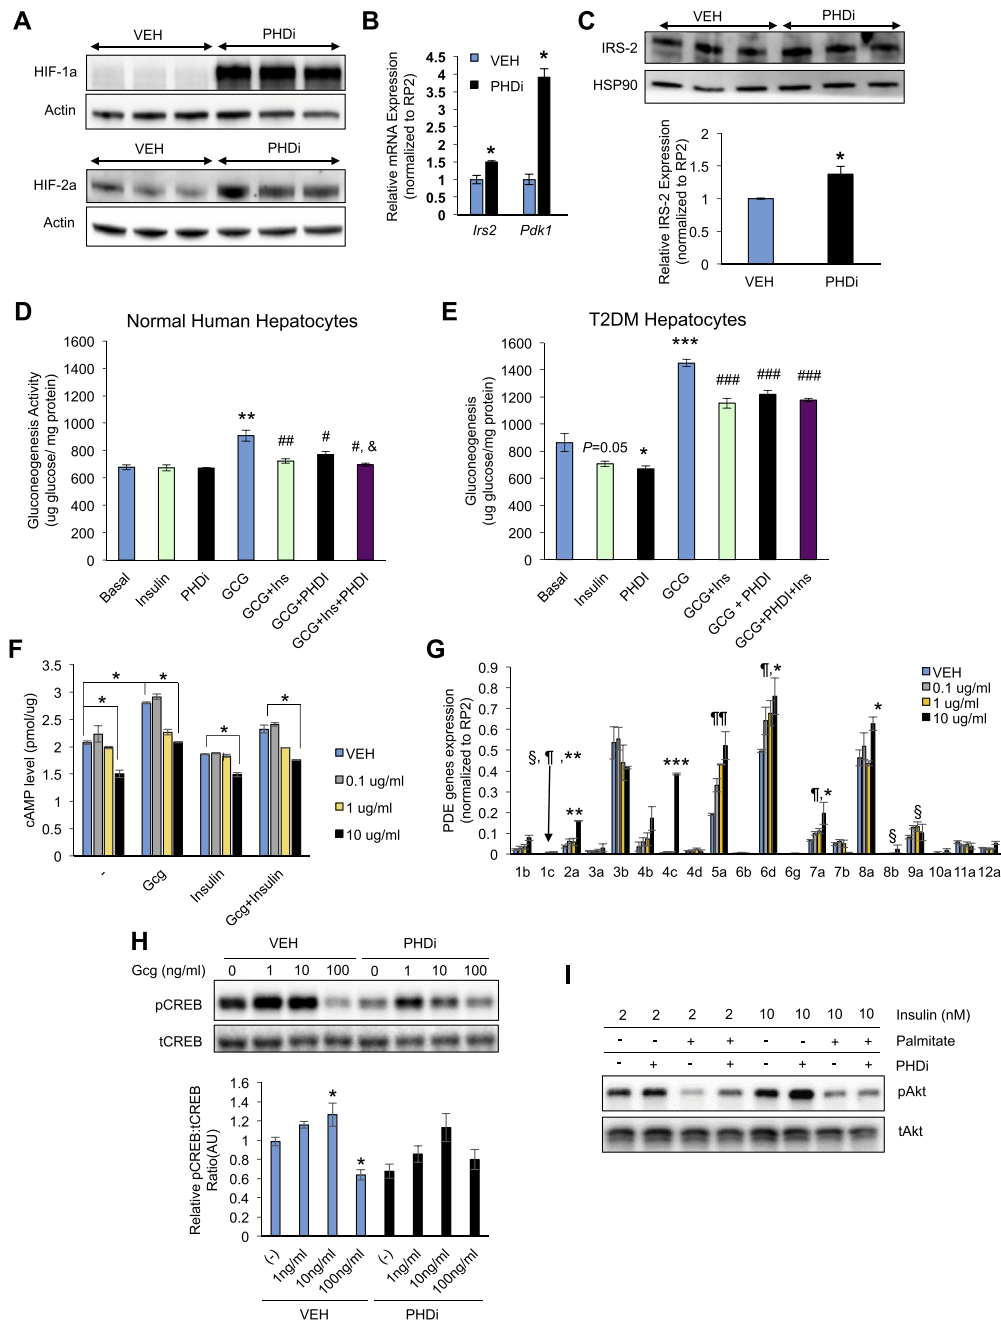 A
VEH
PHDi
HIF-1a
Actin
VEH
PHDi
HIF-2a
Actin
B
Relative mRNA Expression
(normalized to RP2)
4.5
4
3.5
3
2.5
2
1.5
1
0.5
0
VEH
PHDi
*
*
Irs2
Pdk1
C
VEH
PHDi
IRS-2
HSP90
Relative IRS-2 Expression
(normalized to RP2)
2
1.5
1
0.5
0
*
VEH
PHDi
D
Normal Human Hepatocytes
Gluconeogenesis Activity
(ug glucose/ mg protein)
1600
1400
1200
1000
800
600
400
200
0
**
##
#
#, &
Basal
Insulin
PHDi
GCG
GCG+Ins
GCG+PHDI
GCG+Ins+PHDI
E
T2DM Hepatocytes
Gluconeogenesis
(ug glucose/mg protein)
1600
1400
1200
1000
800
600
400
200
0
P=0.05
*
***
###
###
###
Basal
Insulin
PHDI
GCG
GCG+Ins
GCG + PHDI
GCG+PHDI+Ins
F
cAMP level (pmol/ug)
3.5
3
2.5
2
1.5
1
0.5
0
*
*
*
*
*
VEH
0.1 ug/ml
1 ug/ml
10 ug/ml
-
Gcg
Insulin
Gcg+Insulin
G
PDE genes expression
(normalized to RP2)
0.9
0.8
0.7
0.6
0.5
0.4
0.3
0.2
0.1
0
§, ¶ ,**
**
***
¶¶
¶,*
¶,*
*
§
§
VEH
0.1 ug/ml
1 ug/ml
10 ug/ml
1b 1c 2a 3a 3b 4b 4c 4d 5a 6b 6d 6g 7a 7b 8a 8b 9a 10a 11a 12a
H
VEH
PHDi
Gcg (ng/ml) 0 1 10 100 0 1 10 100
pCREB
tCREB
Relative pCREB:tCREB
Ratio(AU)
1.6
1.4
1.2
1
0.8
0.6
0.4
0.2
0
*
*
(-)
1ng/ml
10ng/ml
100ng/ml
(-)
1ng/ml
10ng/ml
100ng/ml
VEH
PHDi
I
2 2 2 2 10 10 10 10 Insulin (nM)
- - + + - - + + Palmitate
- + - + - + - + PHDi
pAkt
tAkt